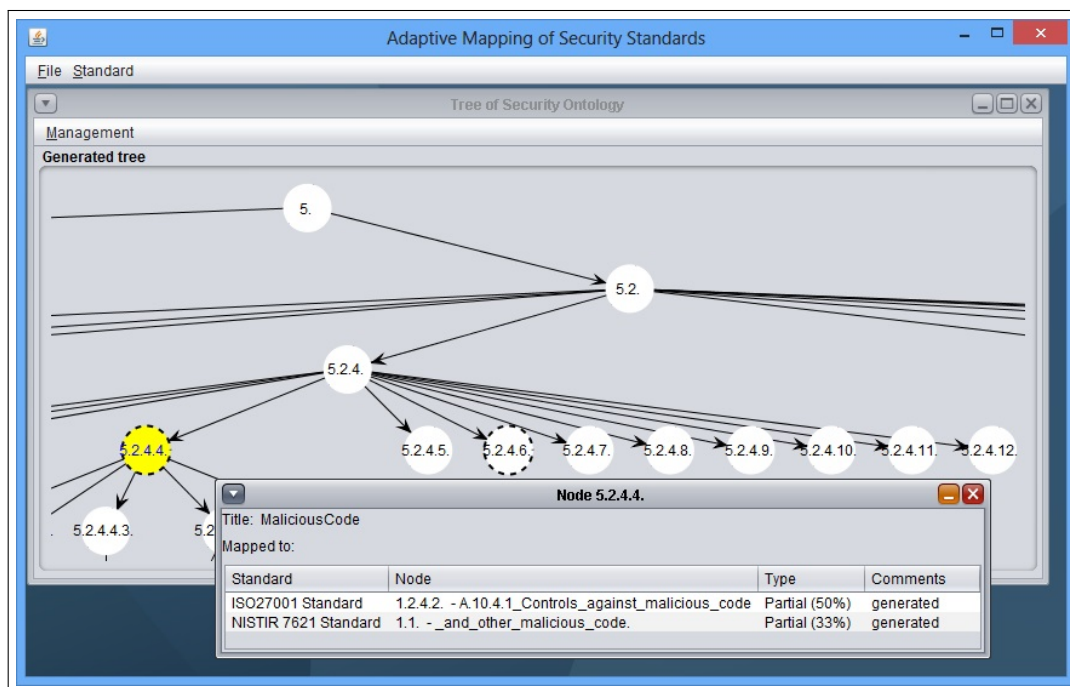 Adaptive Mapping of Security Standards
File Standard
Tree of Security Ontology
Management
Generated tree
5.
5.2.
5.2.4.
5.2.4.4. 5.2.4.5. 5.2.4.6. 5.2.4.7. 5.2.4.8. 5.2.4.9. 5.2.4.10. 5.2.4.11. 5.2.4.12.
5.2.4.4.3.
Node 5.2.4.4.
Title: MaliciousCode
Mapped to:
Standard Node Type Comments
ISO27001 Standard 1.2.4.2. - A.10.4.1_Controls_against_malicious_code Partial (50%) generated
NISTIR 7621 Standard 1.1. - _and_other_malicious_code. Partial (33%) generated